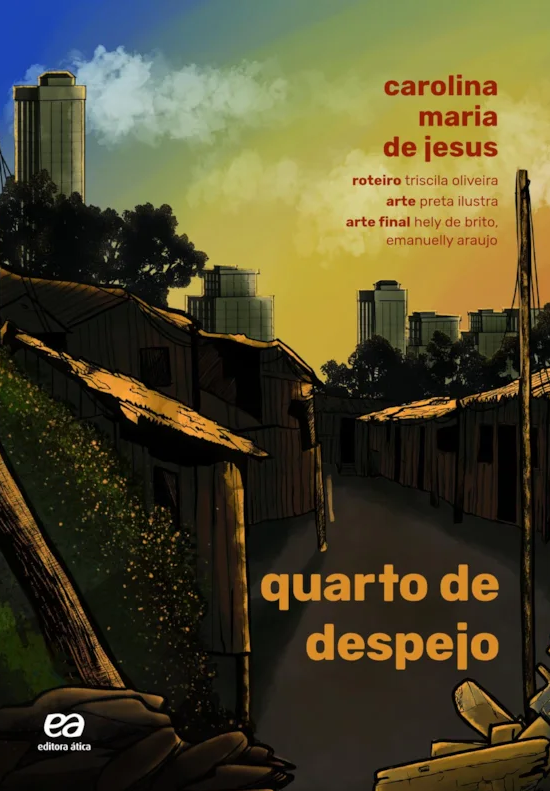 carolina
maria
de jesus
roteiro triscila oliveira
arte preta ilustra
arte final hely de brito,
emanuelly araujo
quarto de
despejo
ea
editora ática